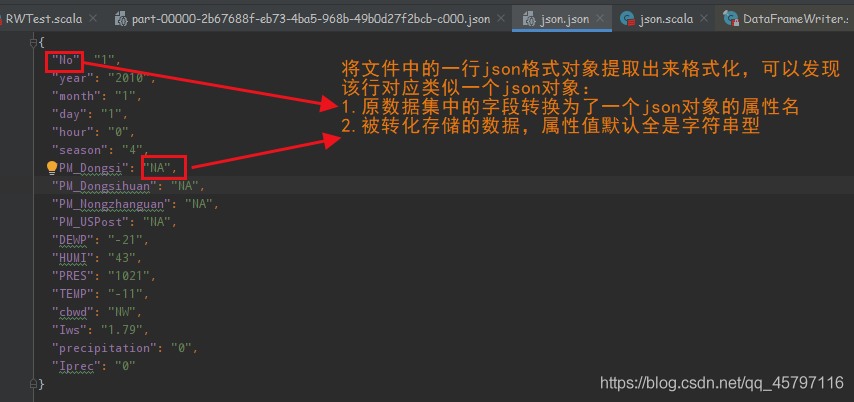 RWTest.scala part-00000-2b67688f-eb73-4ba5-968b-49b0d27f2bcb-c000.json json.json json.scala DataFrameWriter.s
{
"No": "1",
"year": "2010",
"month": "1",
"day": "1",
"hour": "0",
"season": "4",
"PM_Dongsi": "NA",
"PM_Dongsihuan": "NA",
"PM_Nongzhanguan": "NA",
"PM_USPost": "NA",
"DEWP": "-21",
"HUMI": "43",
"PRES": "1021",
"TEMP": "-11",
"cbwd": "NW",
"Iws": "1.79",
"precipitation": "0",
"Iprec": "0"
}
将文件中的一行json格式对象提取出来格式化，可以发现
该行对应类似一个json对象：
1. 原数据集中的字段转换为了一个json对象的属性名
2. 被转化存储的数据，属性值默认全是字符串型
https://blog.csdn.net/qq_45797116